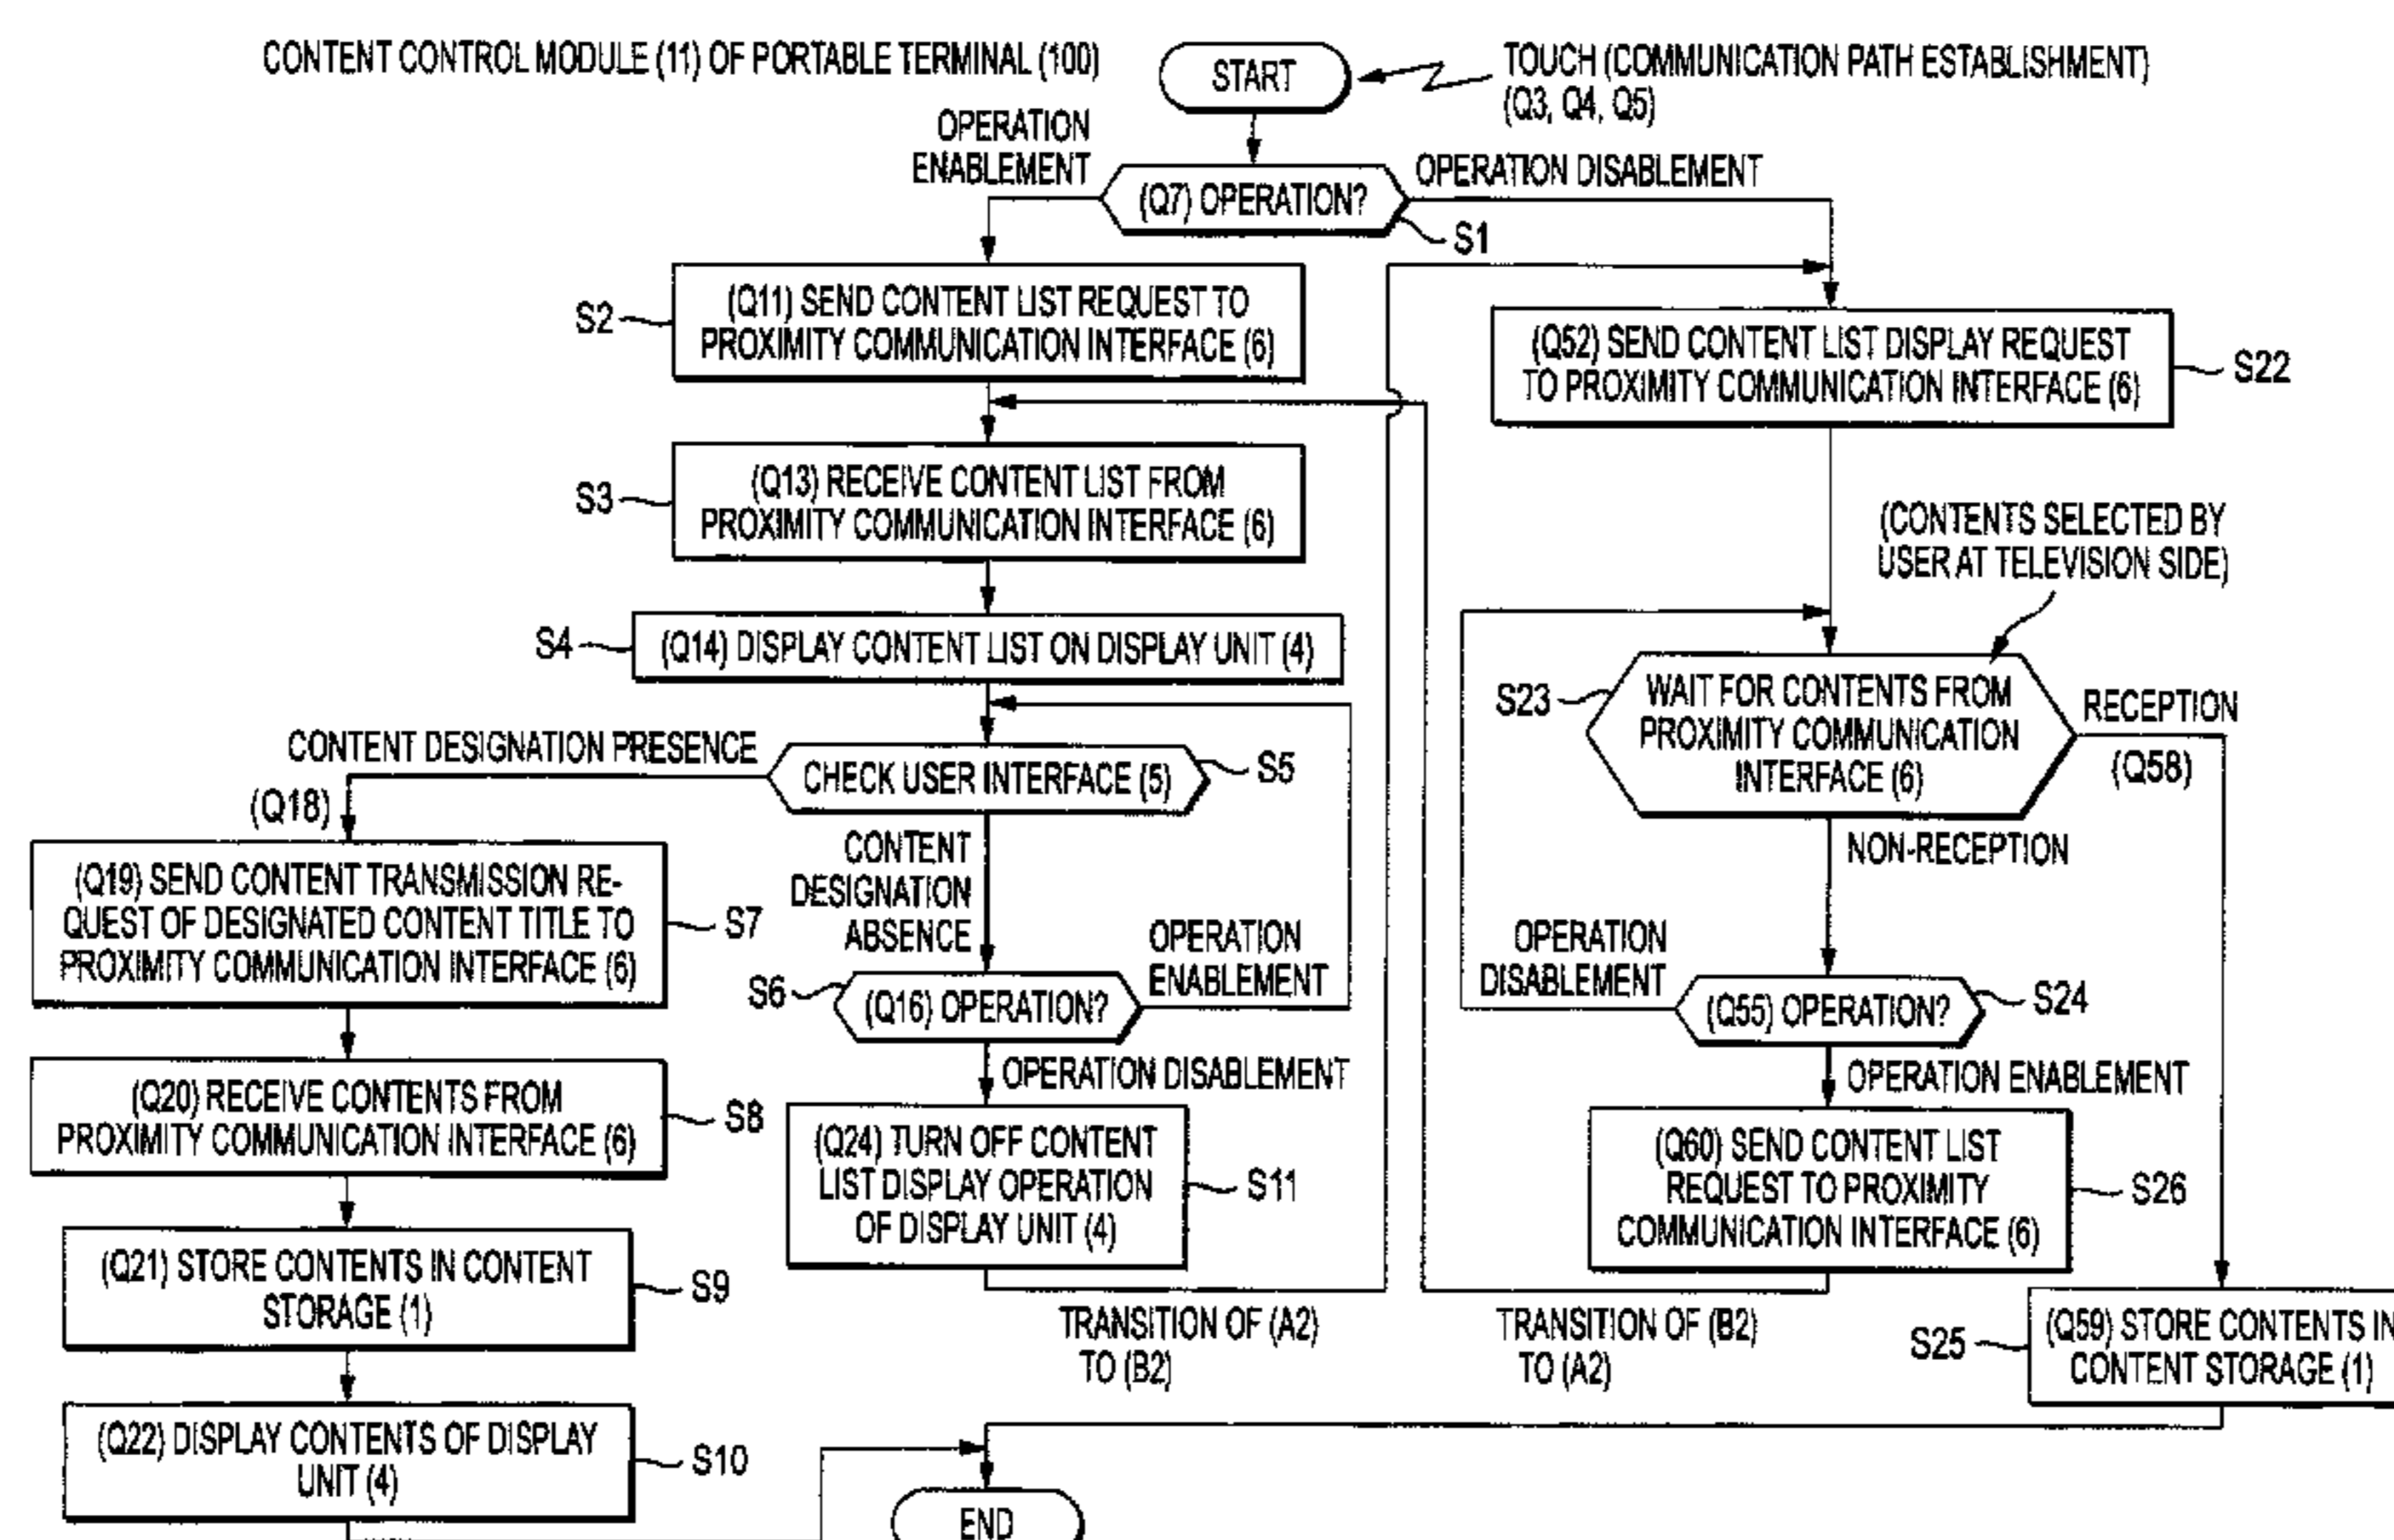 CONTENT CONTROL MODULE (11) OF PORTABLE TERMINAL (100)
START
TOUCH (COMMUNICATION PATH ESTABLISHMENT)
(Q3, Q4, Q5)
OPERATION
ENABLEMENT
(Q7) OPERATION?
OPERATION DISABLEMENT
S1
S2
(Q11) SEND CONTENT LIST REQUEST TO
PROXIMITY COMMUNICATION INTERFACE (6)
(Q52) SEND CONTENT LIST DISPLAY REQUEST
TO PROXIMITY COMMUNICATION INTERFACE (6)
S22
S3
(Q13) RECEIVE CONTENT LIST FROM
PROXIMITY COMMUNICATION INTERFACE (6)
(CONTENTS SELECTED BY
USER AT TELEVISION SIDE)
S4
(Q14) DISPLAY CONTENT LIST ON DISPLAY UNIT (4)
S23
WAIT FOR CONTENTS FROM
PROXIMITY COMMUNICATION
INTERFACE (6)
RECEPTION
(Q58)
CONTENT DESIGNATION PRESENCE
(Q18)
CHECK USER INTERFACE (5)
S5
NON-RECEPTION
CONTENT
DESIGNATION
ABSENCE
(Q19) SEND CONTENT TRANSMISSION RE-
QUEST OF DESIGNATED CONTENT TITLE TO
PROXIMITY COMMUNICATION INTERFACE (6)
S7
OPERATION
ENABLEMENT
OPERATION
DISABLEMENT
S6
(Q16) OPERATION?
(Q55) OPERATION?
S24
OPERATION DISABLEMENT
OPERATION ENABLEMENT
(Q20) RECEIVE CONTENTS FROM
PROXIMITY COMMUNICATION INTERFACE (6)
S8
(Q24) TURN OFF CONTENT
LIST DISPLAY OPERATION
OF DISPLAY UNIT (4)
S11
(Q60) SEND CONTENT LIST
REQUEST TO PROXIMITY
COMMUNICATION INTERFACE (6)
S26
(Q21) STORE CONTENTS IN CONTENT
STORAGE (1)
S9
TRANSITION OF (A2)
TO (B2)
TRANSITION OF (B2)
TO (A2)
S25
(Q59) STORE CONTENTS IN
CONTENT STORAGE (1)
(Q22) DISPLAY CONTENTS OF DISPLAY
UNIT (4)
S10
END